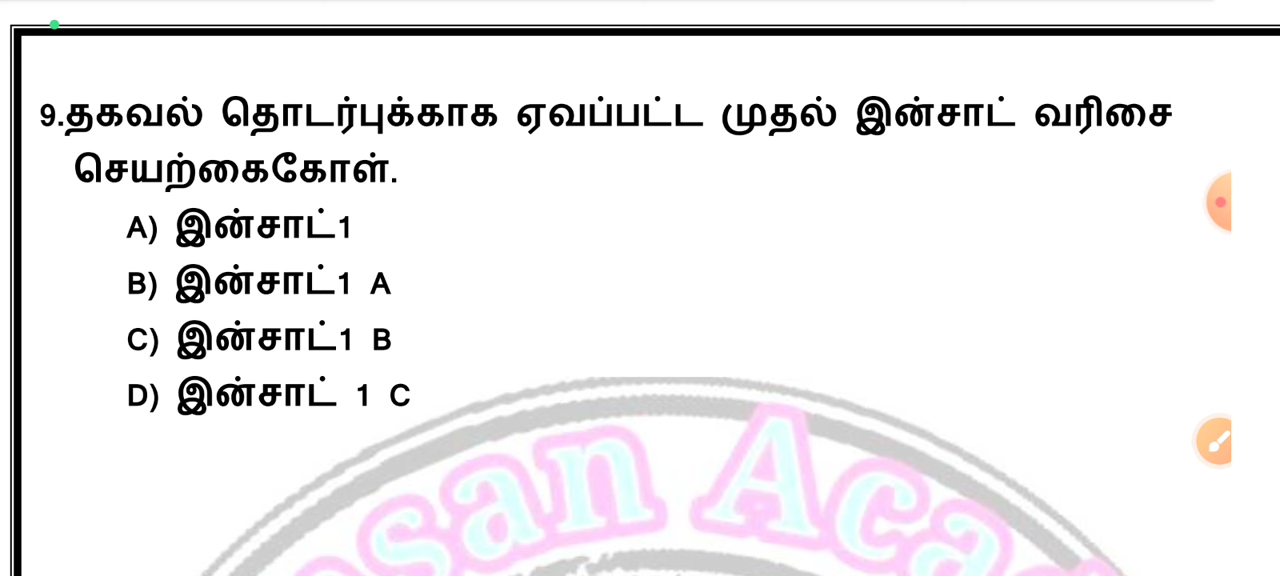 9.தகவல் தொடர்புக்காக ஏவப்பட்ட முதல் இன்சாட் வரிசை
செயற்கைகோள்.
A) இன்சாட்1
B) இன்சாட்1 A
C) இன்சாட்1 B
D) இன்சாட் 1 C